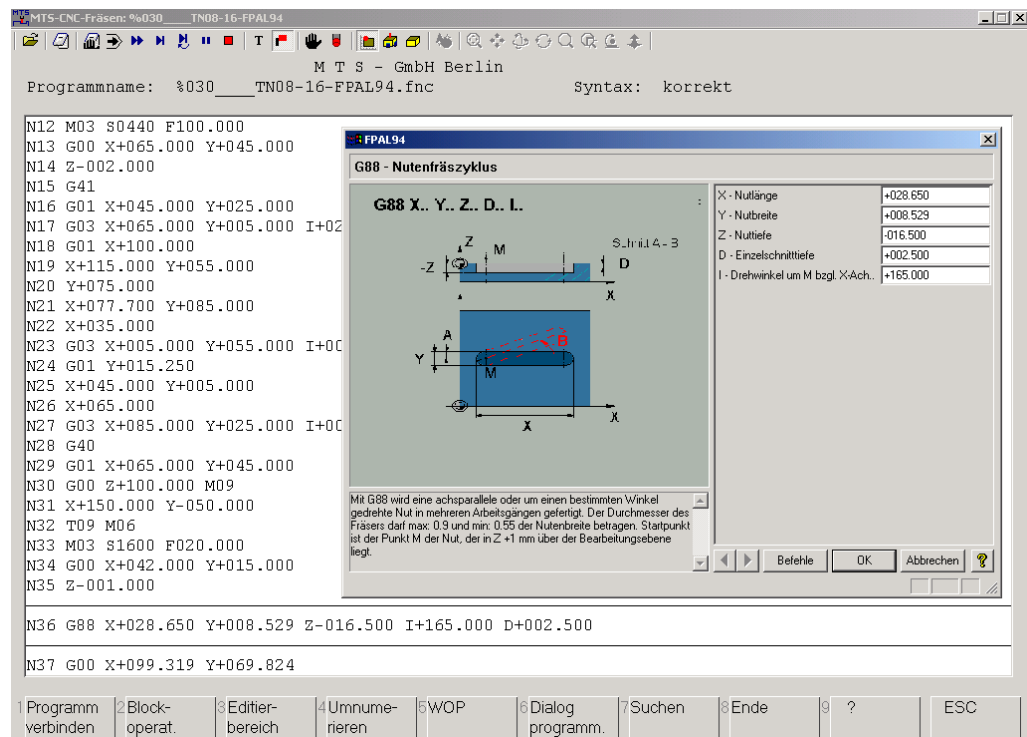 MTS-CNC-Fräsen: %030____TN08-16-FPAL94
T
M T S - GmbH Berlin
Programmname: %030____TN08-16-FPAL94.fnc Syntax: korrekt
N12 M03 S0440 F100.000
N13 G00 X+065.000 Y+045.000
N14 Z-002.000
N15 G41
N16 G01 X+045.000 Y+025.000
N17 G03 X+065.000 Y+005.000 I+02
N18 G01 X+100.000
N19 X+115.000 Y+055.000
N20 Y+075.000
N21 X+077.700 Y+085.000
N22 X+035.000
N23 G03 X+005.000 Y+055.000 I+00
N24 G01 Y+015.250
N25 X+045.000 Y+005.000
N26 X+065.000
N27 G03 X+085.000 Y+025.000 I+00
N28 G40
N29 G01 X+065.000 Y+045.000
N30 G00 Z+100.000 M09
N31 X+150.000 Y-050.000
N32 T09 M06
N33 M03 S1600 F020.000
N34 G00 X+042.000 Y+015.000
N35 Z-001.000
N36 G88 X+028.650 Y+008.529 Z-016.500 I+165.000 D+002.500
N37 G00 X+099.319 Y+069.824
FPAL94
G88 - Nutenfräszyklus
G88 X.. Y.. Z.. D.. I.. :
Z
M
-Z
D
X
A
B
Y
M
X
X
X - Nutlänge +028.650
Y - Nutbreite +008.529
Z - Nuttiefe -016.500
D - Einzelschnitttiefe +002.500
I - Drehwinkel um M bzgl. X-Ach.. +165.000
Mit G88 wird eine achsparallele oder um einen bestimmten Winkel
gedrehte Nut in mehreren Arbeitsgängen gefertigt. Der Durchmesser des
Fräsers darf max: 0.9 und min: 0.55 der Nutenbreite betragen. Startpunkt
ist der Punkt M der Nut, der in Z +1 mm über der Bearbeitungsebene
liegt.
Befehle OK Abbrechen ?
1 Programm verbinden
2 Block- operat.
3 Editier- bereich
4 Umnume- rieren
5 WOP
6 Dialog programm.
7 Suchen
8 Ende
9 ?
ESC